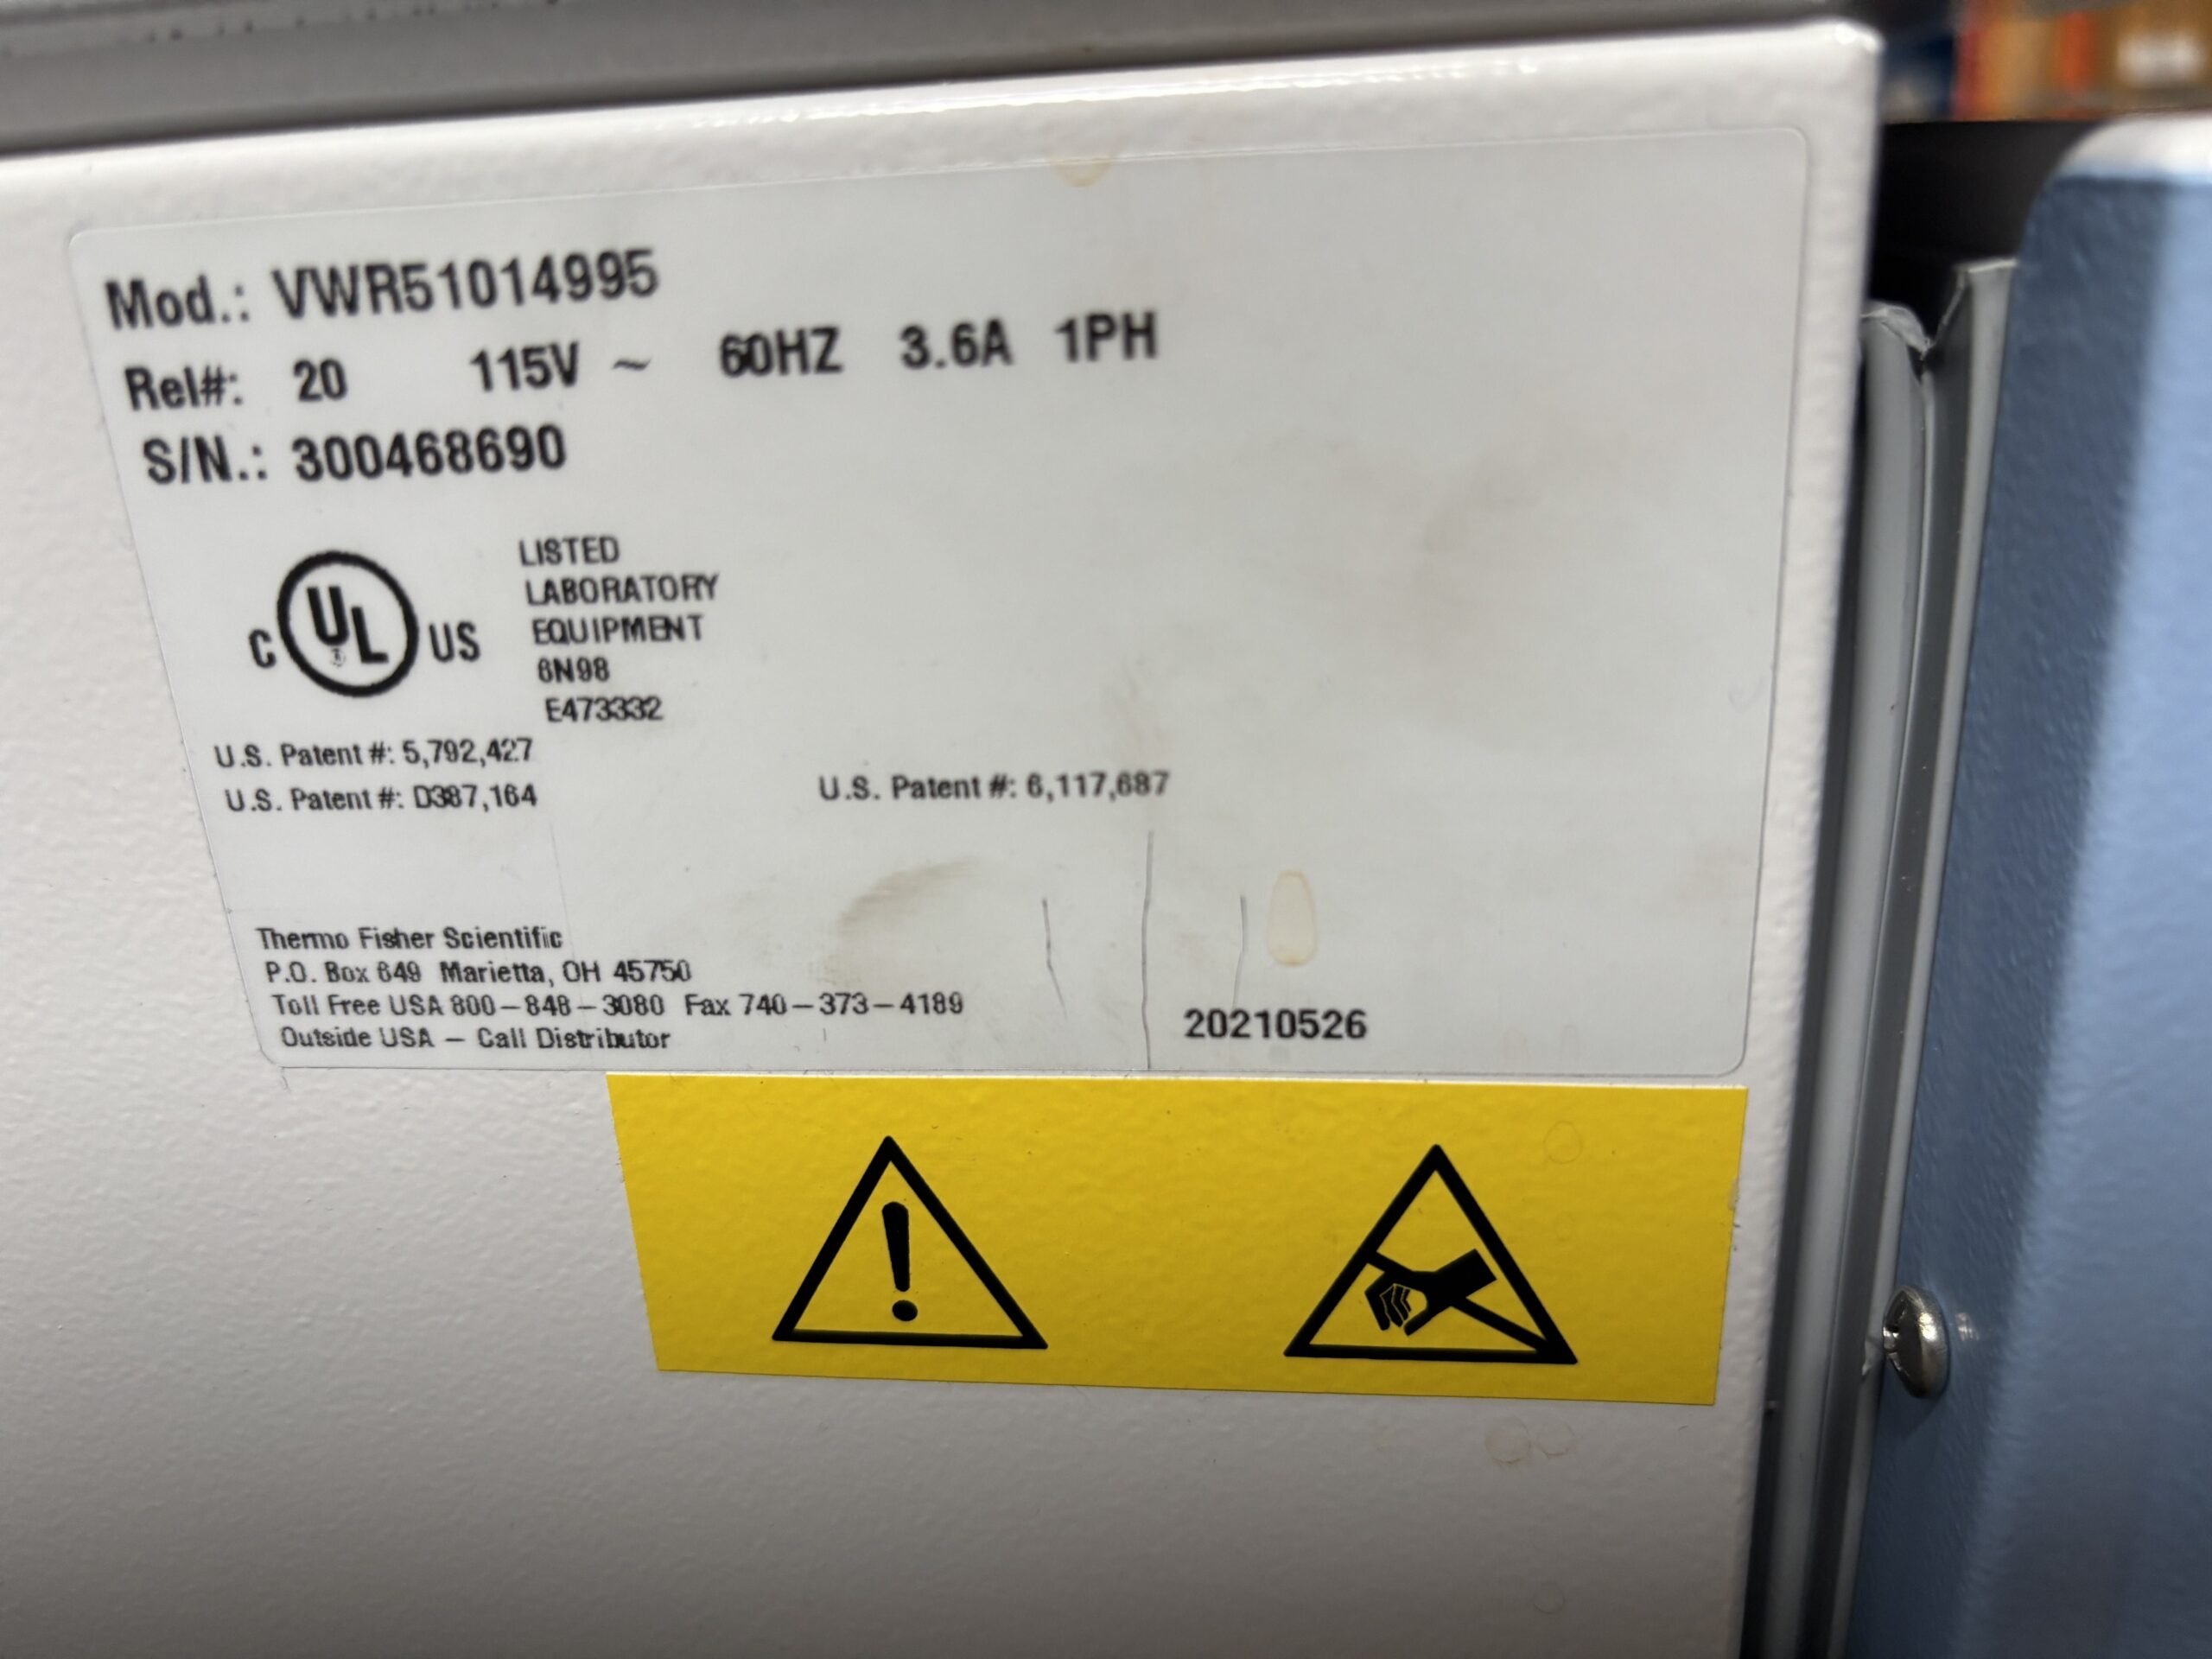 Mod.: VWR51014995
Rel#: 20 115V ~ 60HZ 3.6A 1PH
S/N.: 300468690
C UL US
LISTED
LABORATORY
EQUIPMENT
6N98
E473332
U.S. Patent #: 5,792,427
U.S. Patent #: D387,164
U.S. Patent #: 6,117,687
Thermo Fisher Scientific
P.O. Box 649 Marietta, OH 45750
Toll Free USA 800-848-3080 Fax 740-373-4189
Outside USA - Call Distributor
20210526